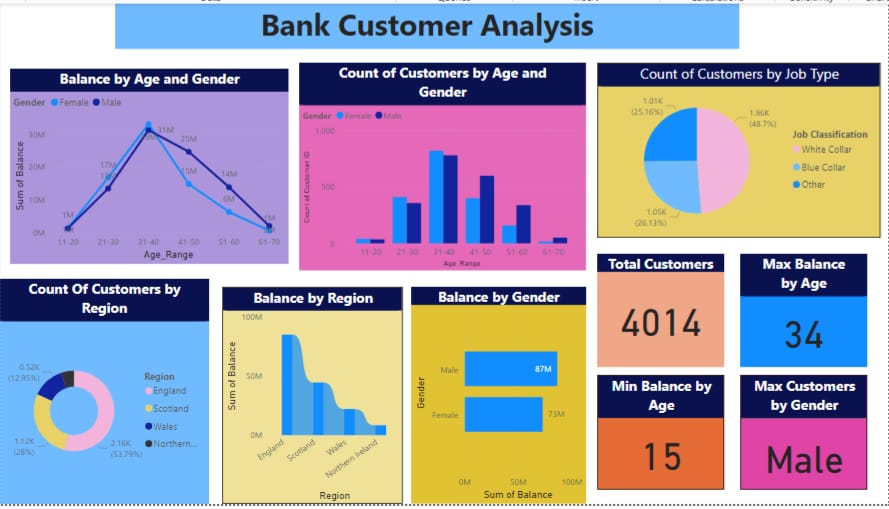 Bank Customer Analysis
Balance by Age and Gender
Gender Female Male
Sum of Balance
30M
20M
10M
0M
1M
17M
31M
25M
15M
14M
6M
11-20 21-30 31-40 41-50 51-60 61-70
Age_Range
Count of Customers by Age and
Gender
Gender Female Male
Count of Customer ID
1,000
500
0
11-20 21-30 31-40 41-50 51-60 61-70
Age_Range
Count of Customers by Job Type
1.01K
(25.16%)
1.96K
(48.7%)
1.05K
(26.13%)
Job Classification
White Collar
Blue Collar
Other
Total Customers
4014
Max Balance
by Age
34
Count Of Customers by
Region
0.52K
(12.95%)
1.12K
(28%)
2.16K
(53.79%)
Region
England
Scotland
Wales
Northern...
Balance by Region
Sum of Balance
100M
50M
0M
England
Scotland
Wales
Northern Ireland
Region
Balance by Gender
Gender
Male
87M
Female
73M
0M 50M 100M
Sum of Balance
Min Balance by
Age
15
Max Customers
by Gender
Male